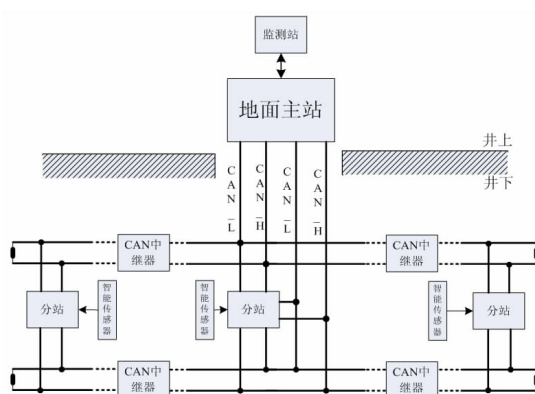 监测站
地面主站
井上
井下
CAN_L
CAN_H
CAN_L
CAN_H
CAN中
继器
CAN中
继器
分站
智能传感器
智能传感器
分站
智能传感器
分站
CAN中
继器
CAN中
继器